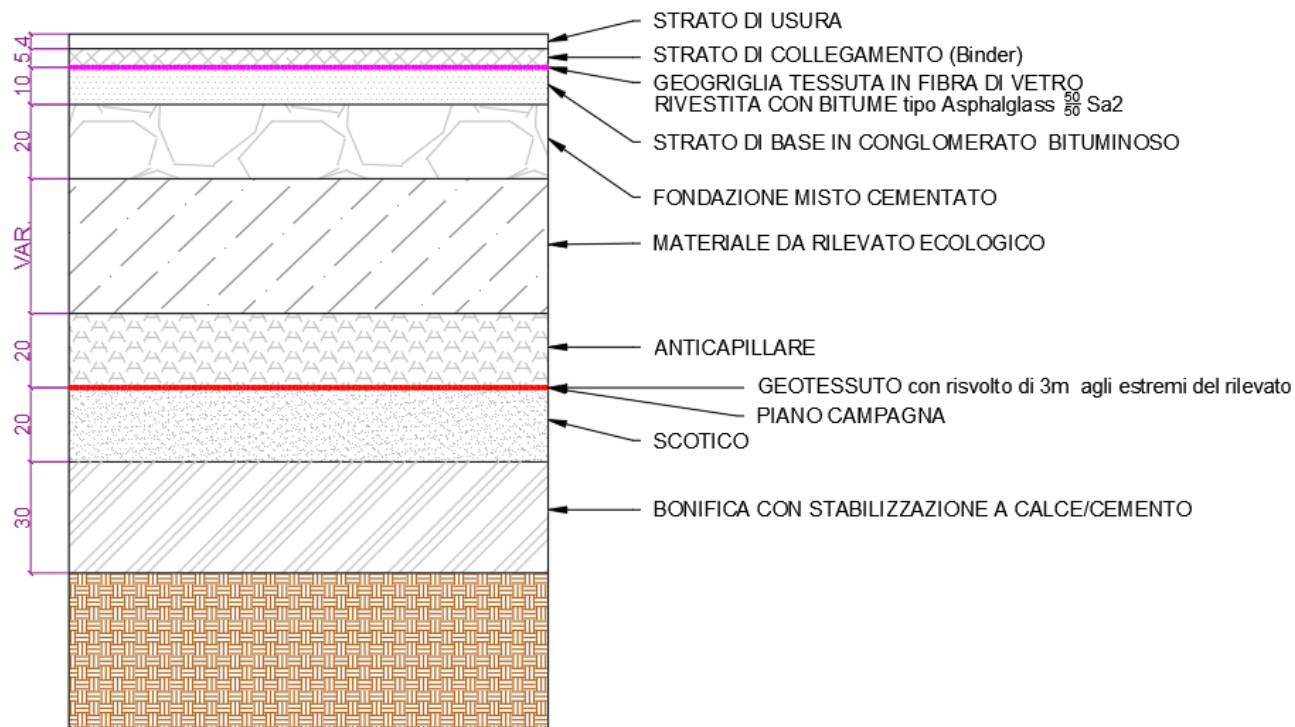 4
STRATO DI USURA
5
STRATO DI COLLEGAMENTO (Binder)
10
GEOGRIGLIA TESSUTA IN FIBRA DI VETRO
RIVESTITA CON BITUME tipo Asphalglass 50/50 Sa2
STRATO DI BASE IN CONGLOMERATO BITUMINOSO
20
FONDAZIONE MISTO CEMENTATO
VAR.
MATERIALE DA RILEVATO ECOLOGICO
20
ANTICAPILLARE
GEOTESSUTO con risvolto di 3m agli estremi del rilevato
PIANO CAMPAGNA
20
SCOTICO
30
BONIFICA CON STABILIZZAZIONE A CALCE/CEMENTO